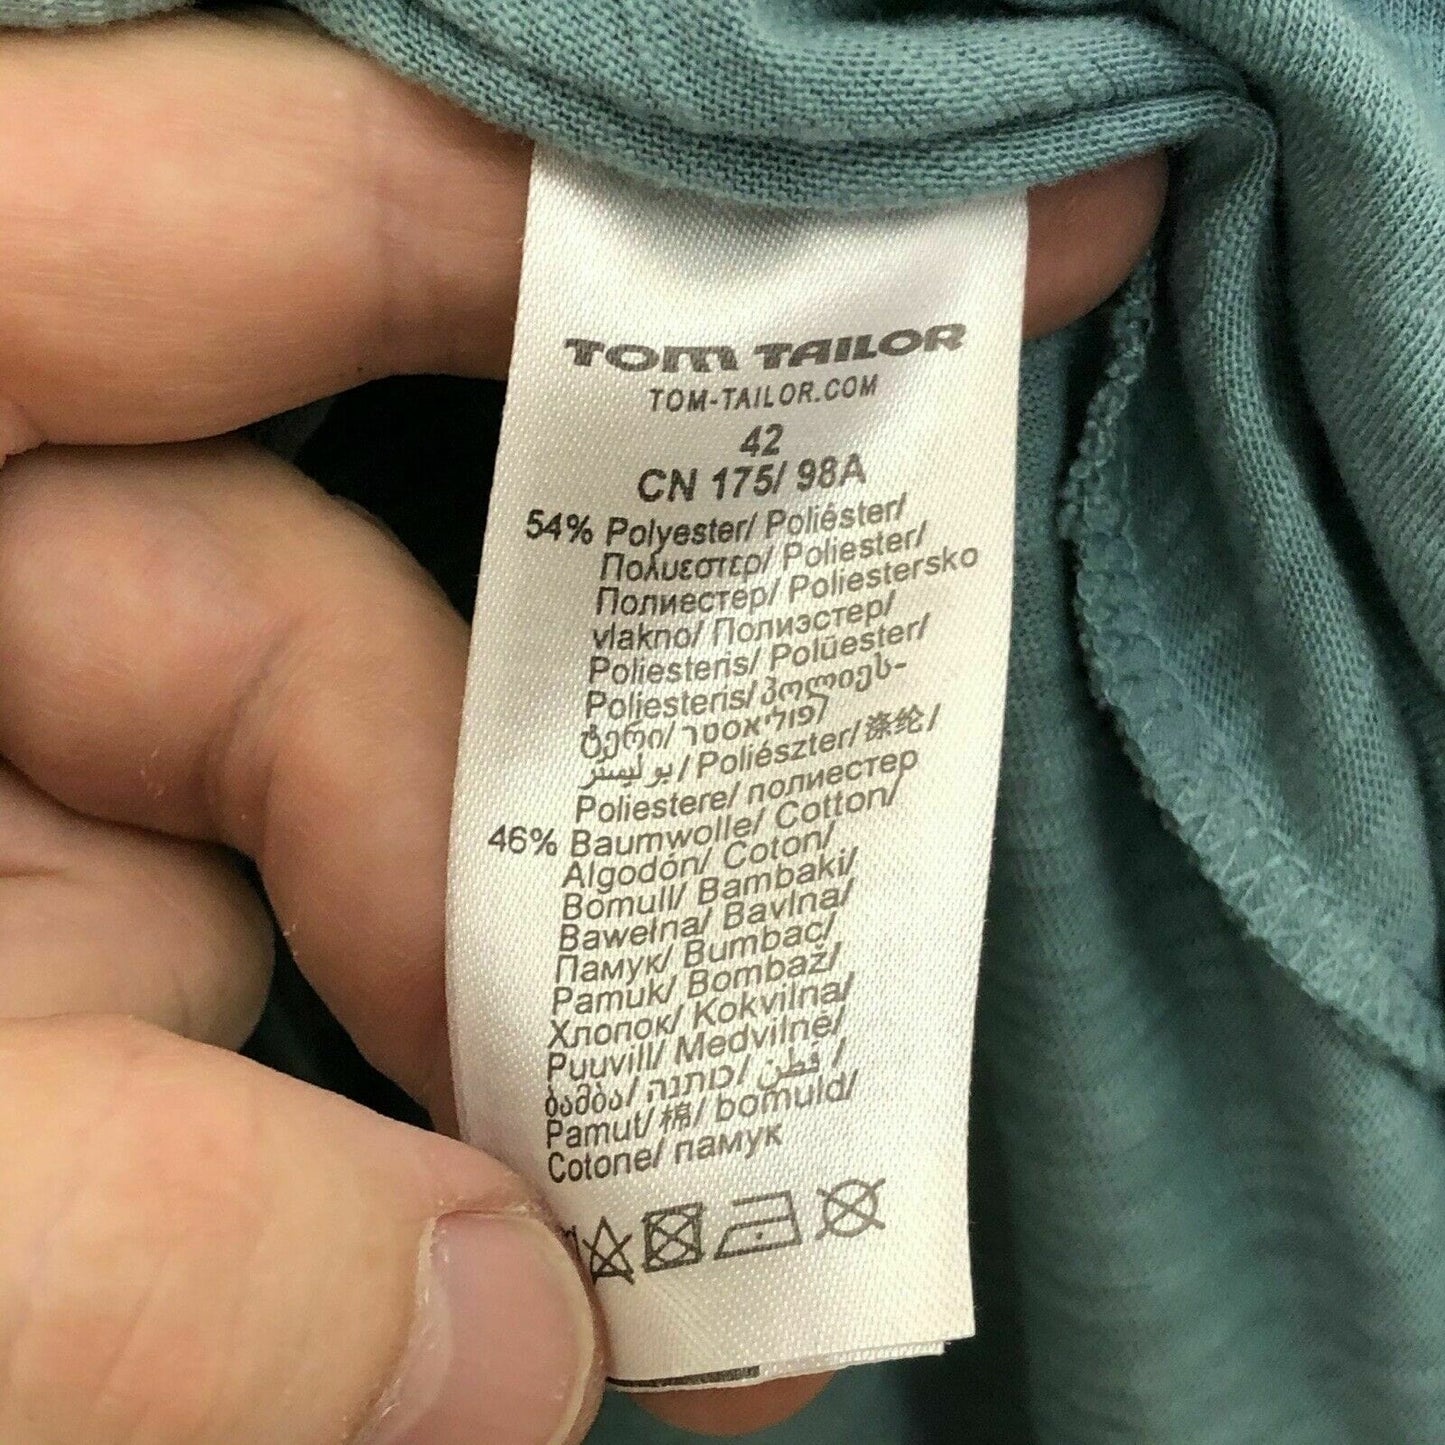 TOM TAILOR
TOM-TAILOR.COM
42
CN 175/ 98A
54% Polyester/ Poliéster/
Πολυεστερ/ Poliester/
Полиестер/ Poliestersko
vlakno/ Полиэстер/
Poliesteris/ Polüester/
Poliesteris/ პოლიეს-
ტერი/ פוליאסטר/
بوليستر/ Poliészter/ 涤纶/
Poliestere/ полиестер
46% Baumwolle/ Cotton/
Algodón/ Coton/
Bomull/ Bambaki/
Bawełna/ Bavlna/
Памук/ Bumbac/
Pamuk/ Bombaž/
Хлопок/ Kokvilna/
Puuvill/ Medvilnė/
ბამბა/ כותנה/ قطن/
Pamut/ 棉/ bomuld/
Cotone/ памук